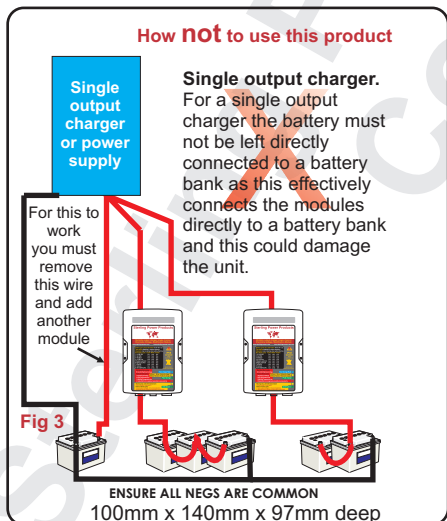 How not to use this product
Single
output
charger
or power
supply
Single output charger.
For a single output
charger the battery must
not be left directly
connected to a battery
bank as this effectively
connects the modules
directly to a battery bank
and this could damage
the unit.
For this to
work
you must
remove
this wire
and add
another
module
Sterling Power Products
Sterling Power Products
Fig 3
ENSURE ALL NEGS ARE COMMON
100mm x 140mm x 97mm deep